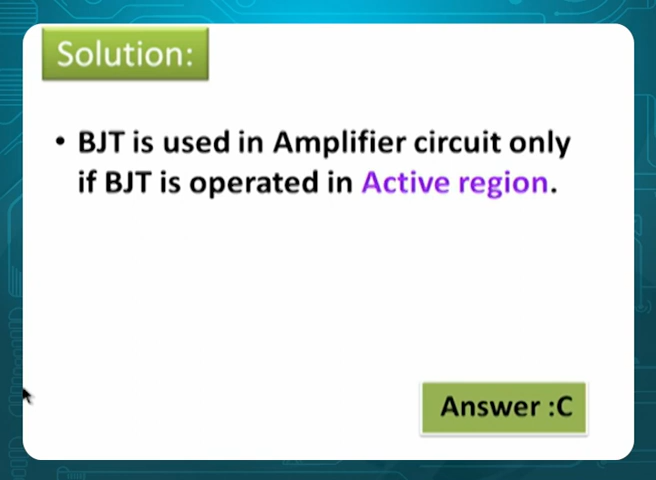 Solution:
• BJT is used in Amplifier circuit only
if BJT is operated in Active region.
Answer :C